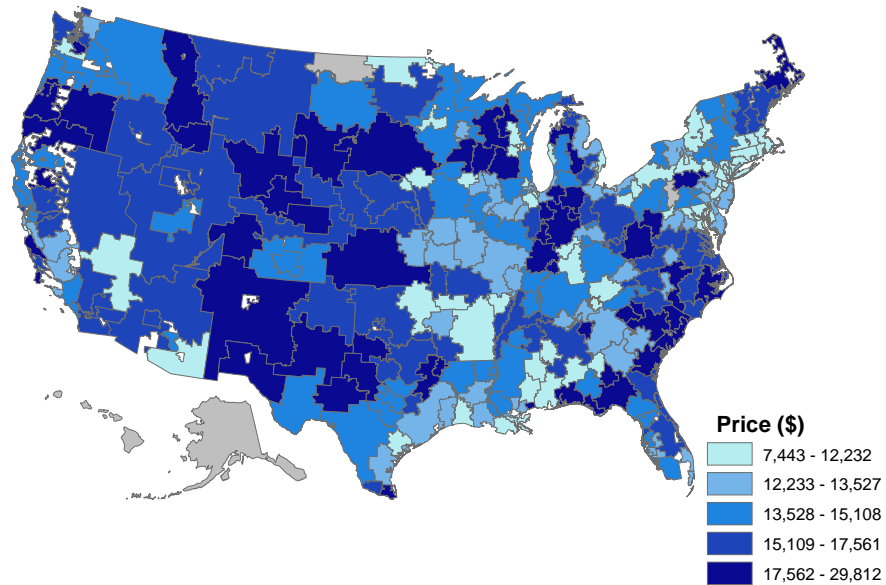 Price ($)
7,443 - 12,232
12,233 - 13,527
13,528 - 15,108
15,109 - 17,561
17,562 - 29,812